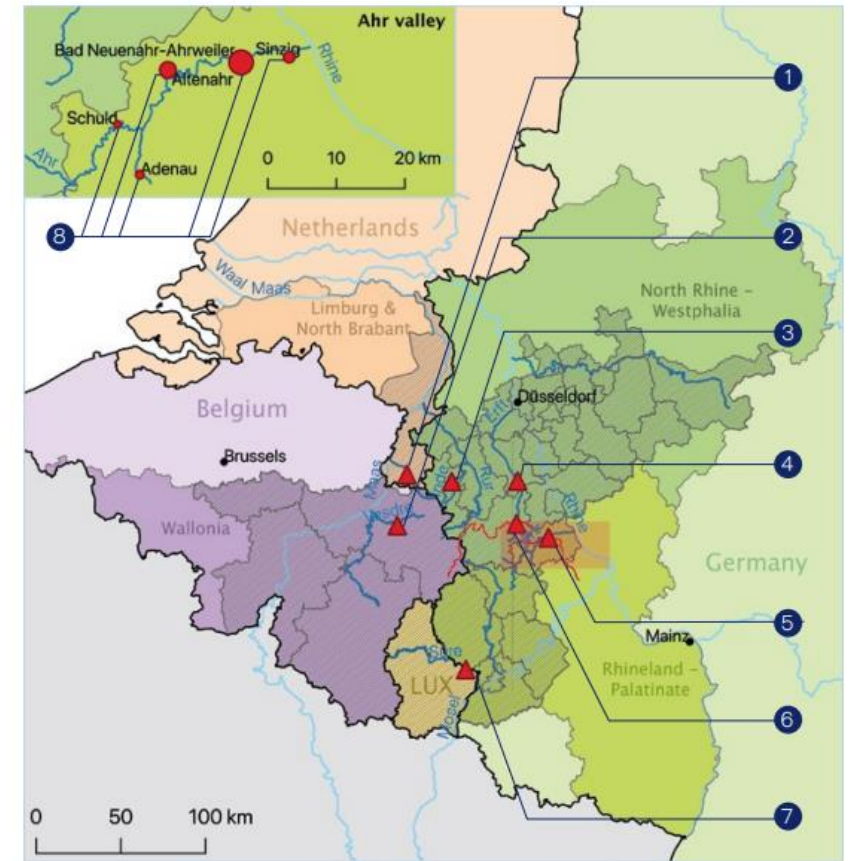 Ahr valley
Bad Neuenahr-Ahrweiler
Sinzig
Rhine
Altenahr
Schuld
Ahr
Adenau
0 10 20 km
8
1
2
3
4
5
6
7
Netherlands
Waal Maas
Limburg &
North Brabant
North Rhine –
Westphalia
Belgium
Brussels
Düsseldorf
Erft
Rur
Maas
Vesdre
Wallonia
Rhine
Germany
Mainz
Rhineland –
Palatinate
Sûre
LUX
Mosel
0 50 100 km